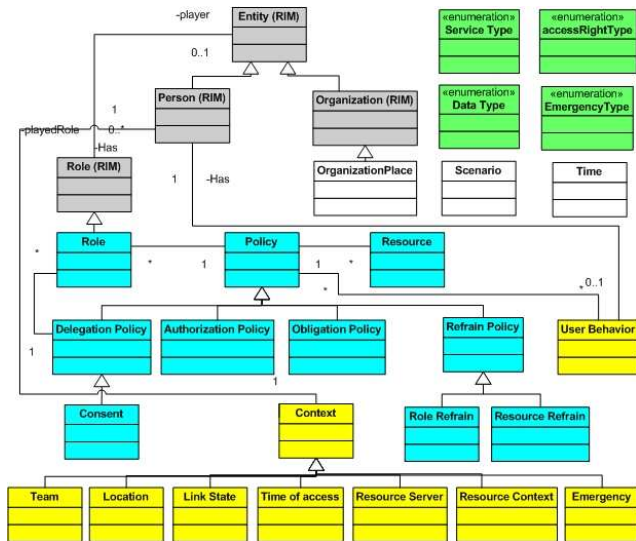 -player
Entity (RIM)
0..1
«enumeration»
Service Type
«enumeration»
accessRightType
Person (RIM)
Organization (RIM)
«enumeration»
Data Type
«enumeration»
EmergencyType
1
-playedRole
0..*
-Has
Role (RIM)
1
-Has
OrganizationPlace
Scenario
Time
Role
Policy
Resource
*
*
1
1
*
*
*
0..1
Delegation Policy
Authorization Policy
Obligation Policy
Refrain Policy
User Behavior
1
1
Consent
Context
Role Refrain
Resource Refrain
Team
Location
Link State
Time of access
Resource Server
Resource Context
Emergency